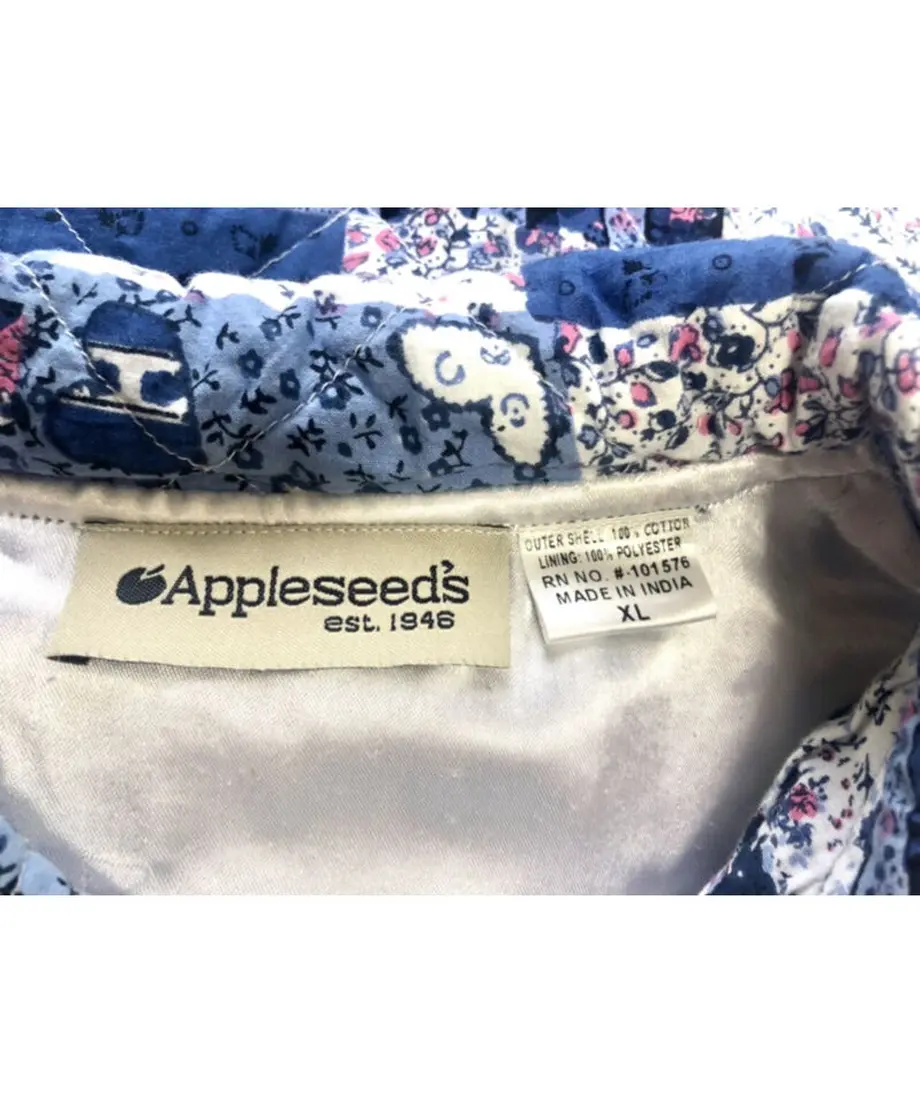 Appleseed's
est. 1946
OUTER SHELL 100% COTTON
LINING: 100% POLYESTER
RN NO. #-101576
MADE IN INDIA
XL